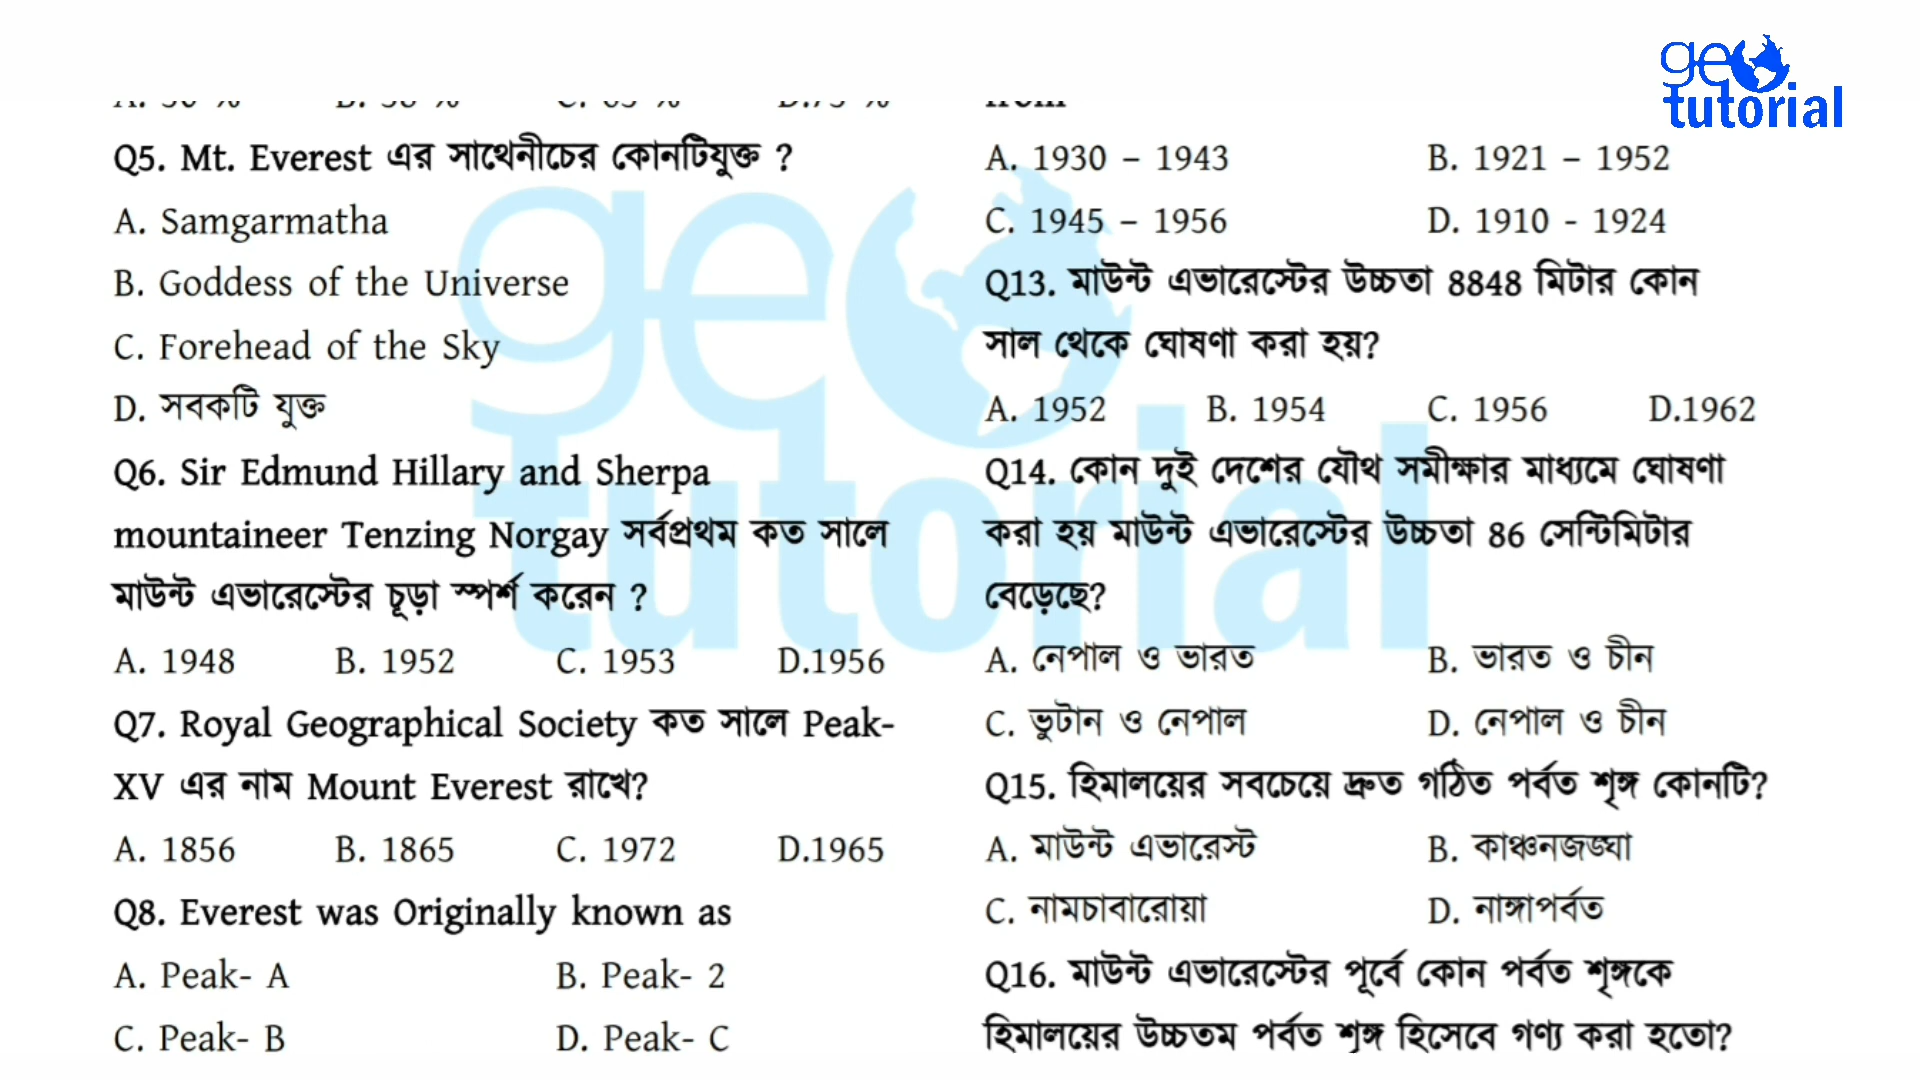 geo
tutorial
Q5. Mt. Everest এর সাথেনীচের কোনটিযুক্ত ?
A. Samgarmatha
B. Goddess of the Universe
C. Forehead of the Sky
D. সবকটি যুক্ত
Q6. Sir Edmund Hillary and Sherpa
mountaineer Tenzing Norgay সর্বপ্রথম কত সালে
মাউন্ট এভারেস্টের চূড়া স্পর্শ করেন ?
A. 1948 B. 1952 C. 1953 D.1956
Q7. Royal Geographical Society কত সালে Peak-
XV এর নাম Mount Everest রাখে?
A. 1856 B. 1865 C. 1972 D.1965
Q8. Everest was Originally known as
A. Peak- A B. Peak- 2
C. Peak- B D. Peak- C
from
A. 1930 – 1943 B. 1921 – 1952
C. 1945 – 1956 D. 1910 - 1924
Q13. মাউন্ট এভারেস্টের উচ্চতা 8848 মিটার কোন
সাল থেকে ঘোষণা করা হয়?
A. 1952 B. 1954 C. 1956 D.1962
Q14. কোন দুই দেশের যৌথ সমীক্ষার মাধ্যমে ঘোষণা
করা হয় মাউন্ট এভারেস্টের উচ্চতা 86 সেন্টিমিটার
বেড়েছে?
A. নেপাল ও ভারত B. ভারত ও চীন
C. ভুটান ও নেপাল D. নেপাল ও চীন
Q15. হিমালয়ের সবচেয়ে দ্রুত গঠিত পর্বত শৃঙ্গ কোনটি?
A. মাউন্ট এভারেস্ট B. কাঞ্চনজঙ্ঘা
C. নামচাবারোয়া D. নাঙ্গাপর্বত
Q16. মাউন্ট এভারেস্টের পূর্বে কোন পর্বত শৃঙ্গকে
হিমালয়ের উচ্চতম পর্বত শৃঙ্গ হিসেবে গণ্য করা হতো?